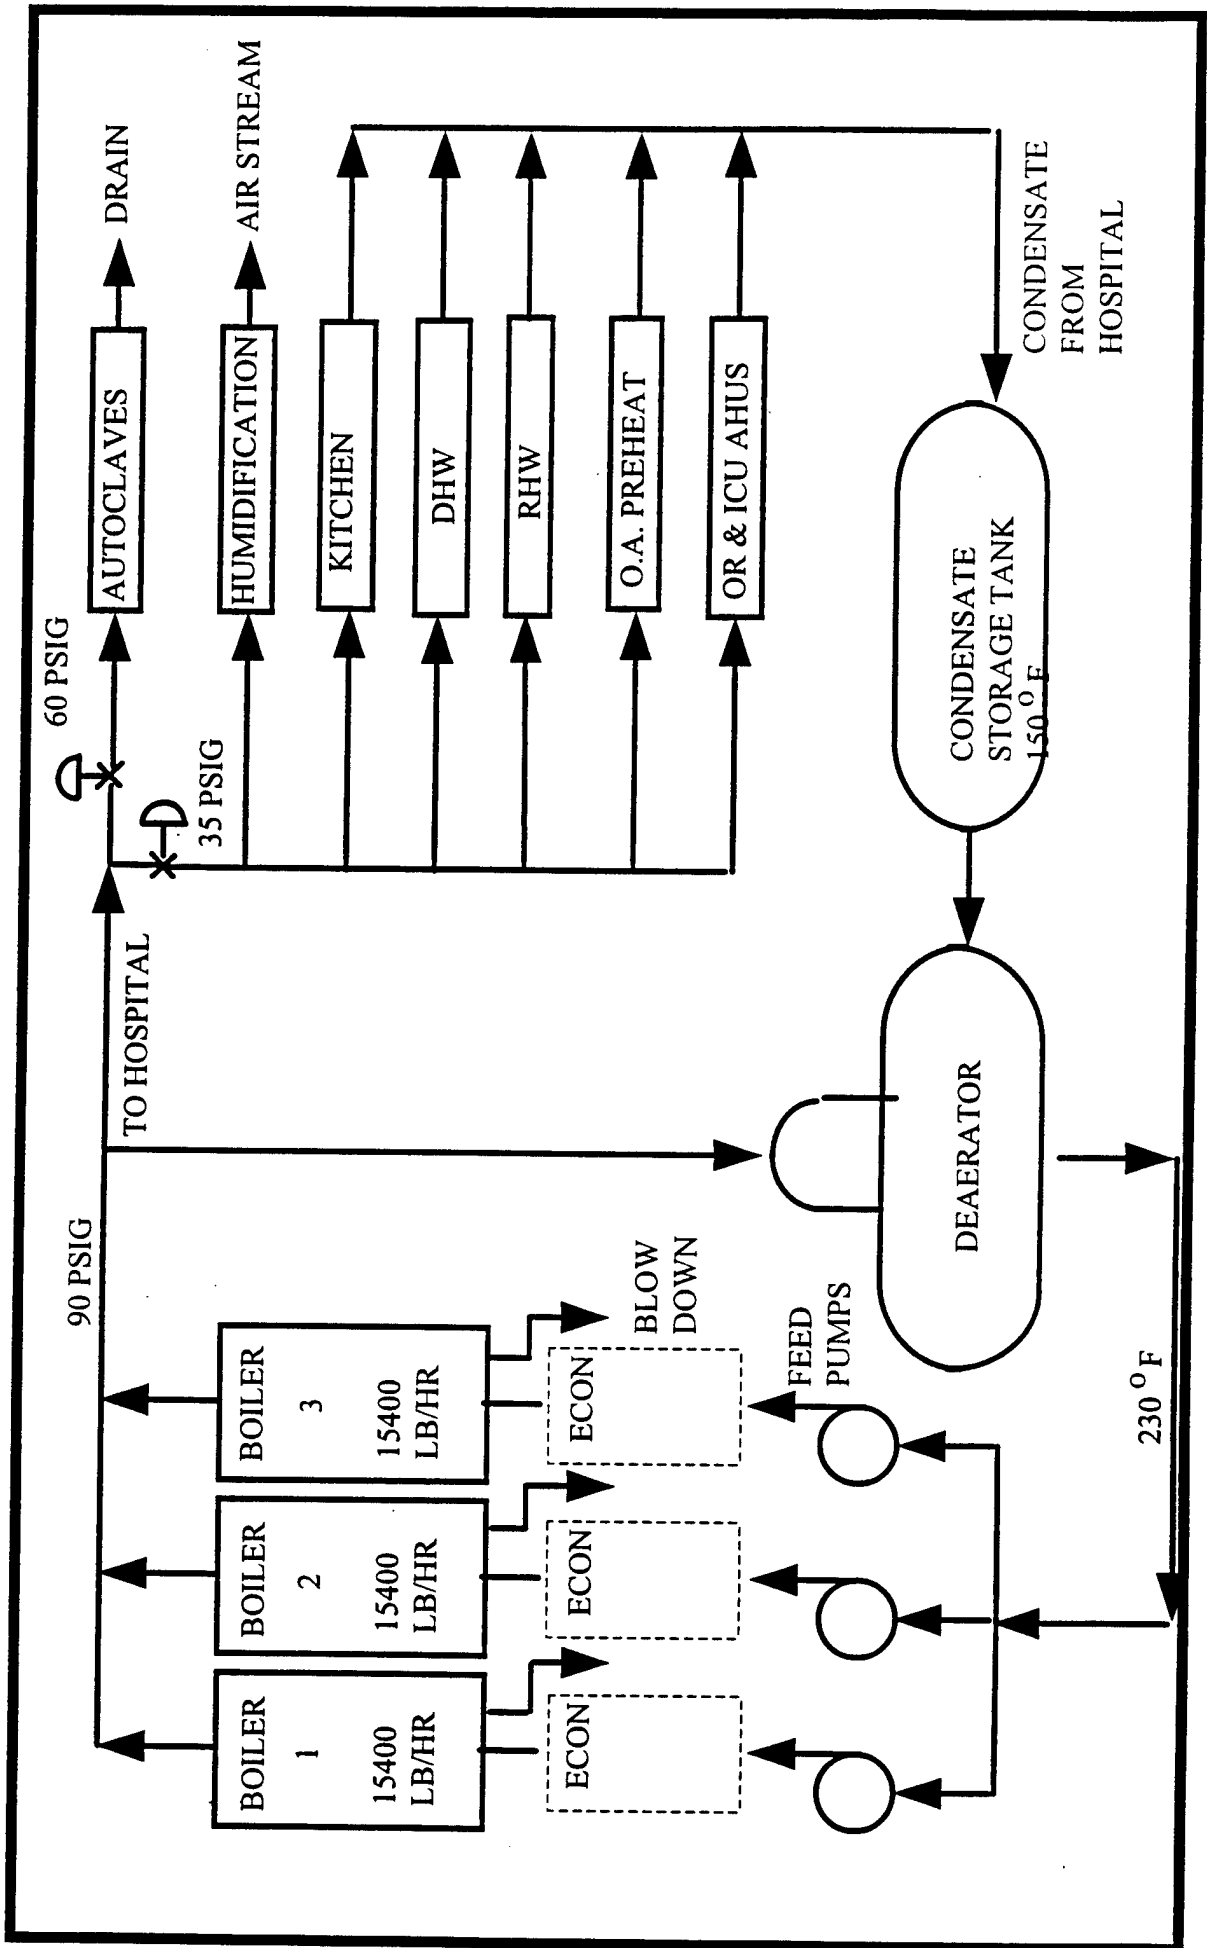 90 PSIG
TO HOSPITAL
60 PSIG
35 PSIG
AUTOCLAVES
DRAIN
HUMIDIFICATION
AIR STREAM
KITCHEN
DHW
RHW
O.A. PREHEAT
OR & ICU AHUS
BOILER
1
15400
LB/HR
BOILER
2
15400
LB/HR
BOILER
3
15400
LB/HR
ECON
ECON
ECON
BLOW
DOWN
FEED
PUMPS
DEAERATOR
CONDENSATE
STORAGE TANK
150 °F
CONDENSATE
FROM
HOSPITAL
230 °F